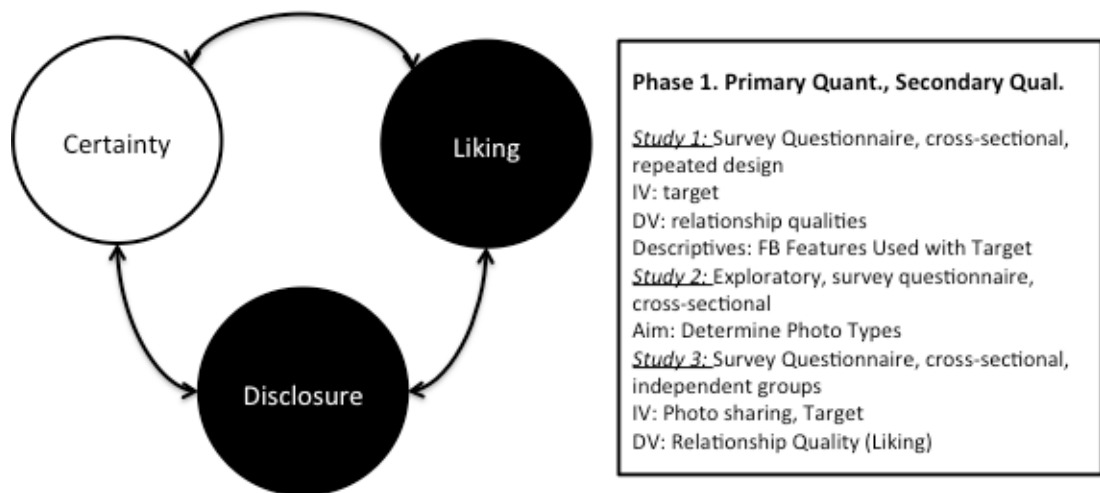 Certainty
Liking
Disclosure
Phase 1. Primary Quant., Secondary Qual.
Study 1: Survey Questionnaire, cross-sectional,
repeated design
IV: target
DV: relationship qualities
Descriptives: FB Features Used with Target
Study 2: Exploratory, survey questionnaire,
cross-sectional
Aim: Determine Photo Types
Study 3: Survey Questionnaire, cross-sectional,
independent groups
IV: Photo sharing, Target
DV: Relationship Quality (Liking)